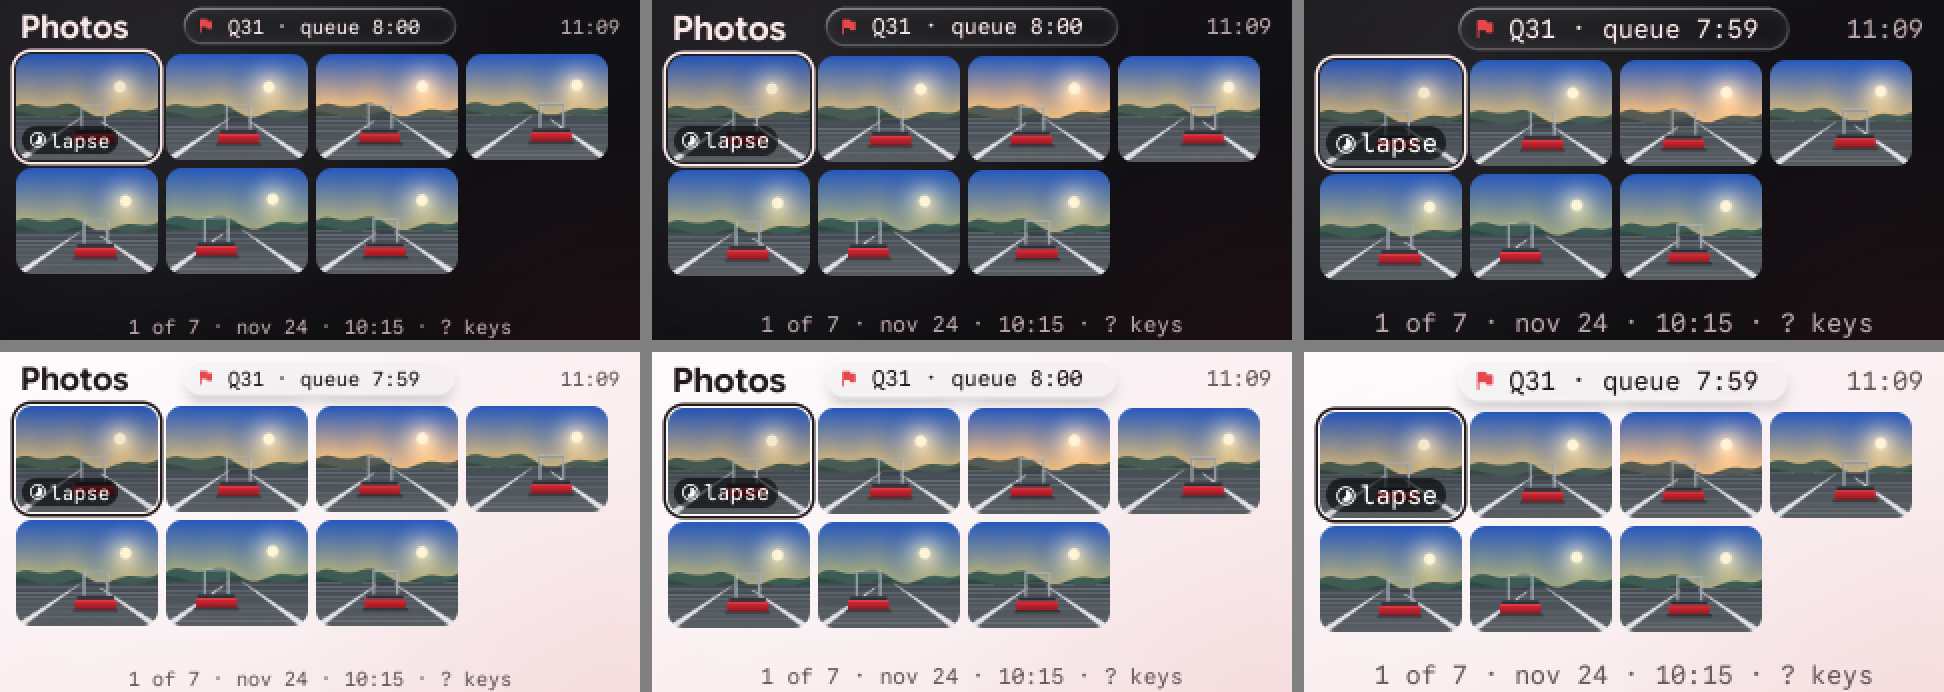 Photos Q31 · queue 8:00 11:09
lapse
1 of 7 · nov 24 · 10:15 · ? keys
Photos Q31 · queue 8:00 11:09
lapse
1 of 7 · nov 24 · 10:15 · ? keys
Q31 · queue 7:59 11:09
lapse
1 of 7 · nov 24 · 10:15 · ? keys
Photos Q31 · queue 7:59 11:09
lapse
1 of 7 · nov 24 · 10:15 · ? keys
Photos Q31 · queue 8:00 11:09
lapse
1 of 7 · nov 24 · 10:15 · ? keys
Q31 · queue 7:59 11:09
lapse
1 of 7 · nov 24 · 10:15 · ? keys